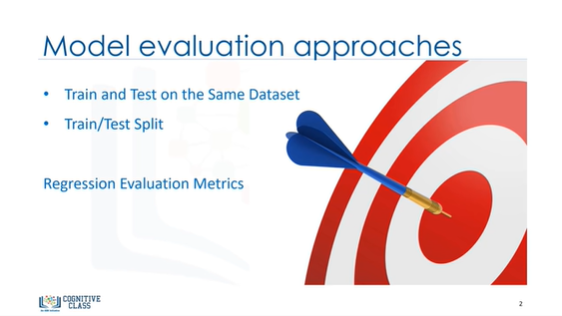 Model evaluation approaches
• Train and Test on the Same Dataset
• Train/Test Split
Regression Evaluation Metrics
COGNITIVE
CLASS
2